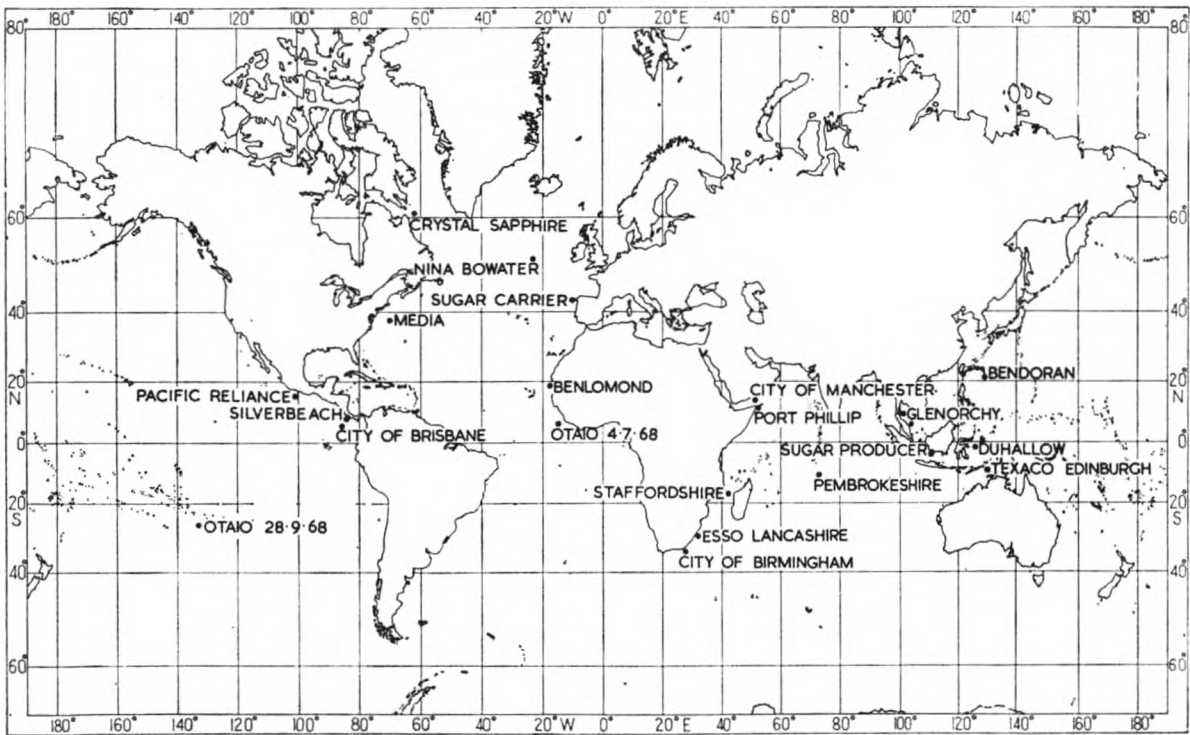 180° 160° 140° 120° 100° 80° 60° 40° 20° W 0° 20° E 40° 60° 80° 100° 120° 140° 160° 180°
80° 80°
60° 60°
CRYSTAL SAPPHIRE
NINA BOWATER
SUGAR CARRIER
40° 40°
MEDIA
BENDORAN
20° 20°
BENLOMOND
CITY OF MANCHESTER
N N
PACIFIC RELIANCE
SILVERBEACH
PORT PHILLIP
GLENORCHY
CITY OF BRISBANE
OTAIO 4·7·68
0° 0°
SUGAR PRODUCER
DUHALLOW
TEXACO EDINBURGH
PEMBROKESHIRE
STAFFORDSHIRE
20° 20°
S S
OTAIO 28·9·68
ESSO LANCASHIRE
CITY OF BIRMINGHAM
40° 40°
60° 60°
180° 160° 140° 120° 100° 80° 60° 40° 20° W 0° 20° E 40° 60° 80° 100° 120° 140° 160° 180°